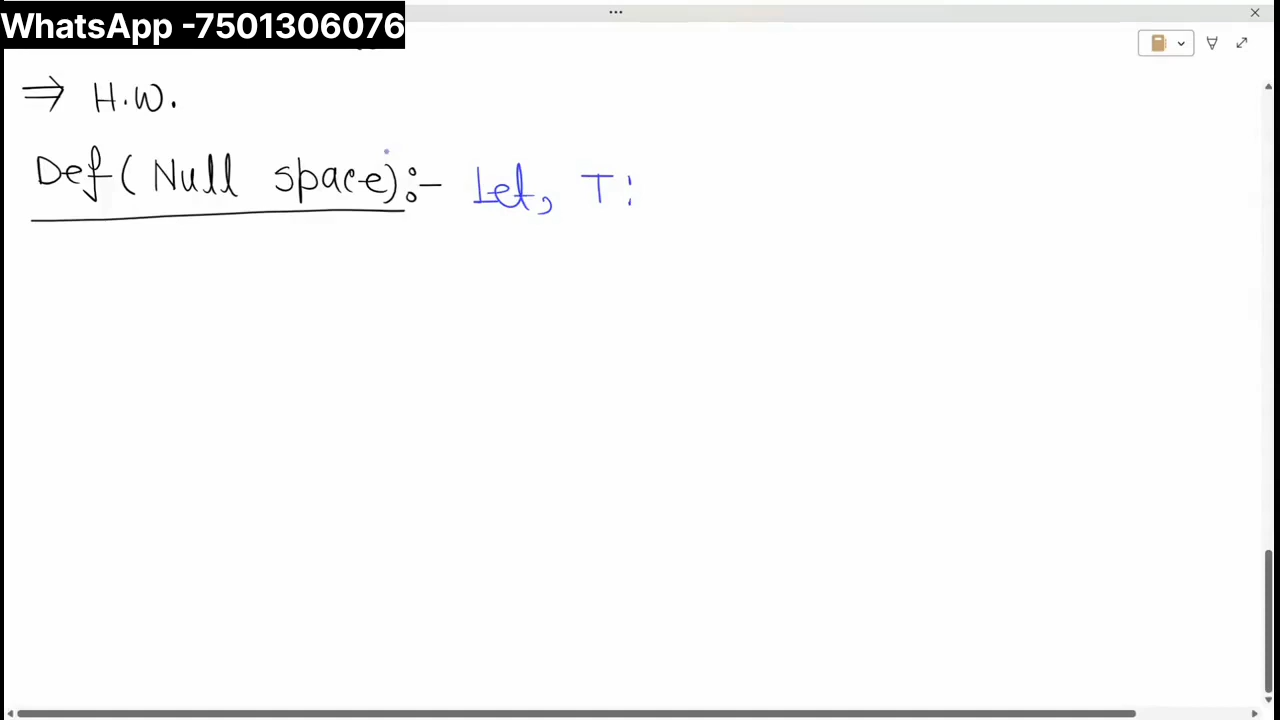 WhatsApp -7501306076
⇒ H.W.
Def(Null space):- Let, T: